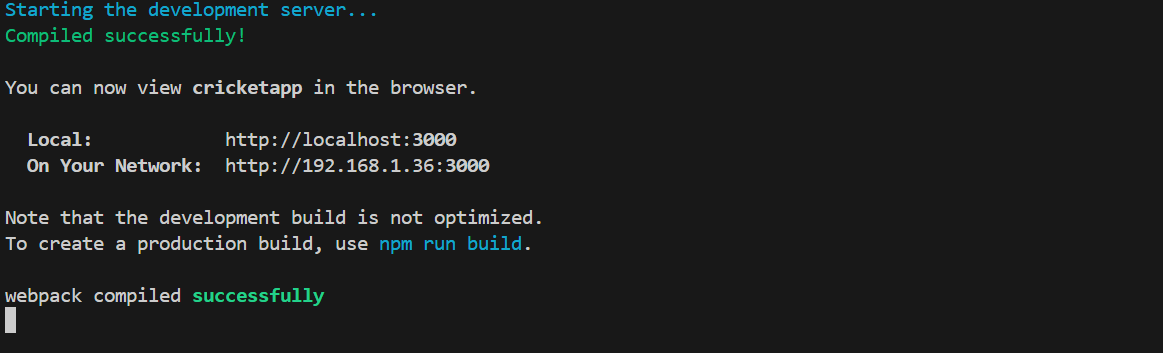 Starting the development server...
Compiled successfully!
You can now view cricketapp in the browser.
Local: http://localhost:3000
On Your Network: http://192.168.1.36:3000
Note that the development build is not optimized.
To create a production build, use npm run build.
webpack compiled successfully